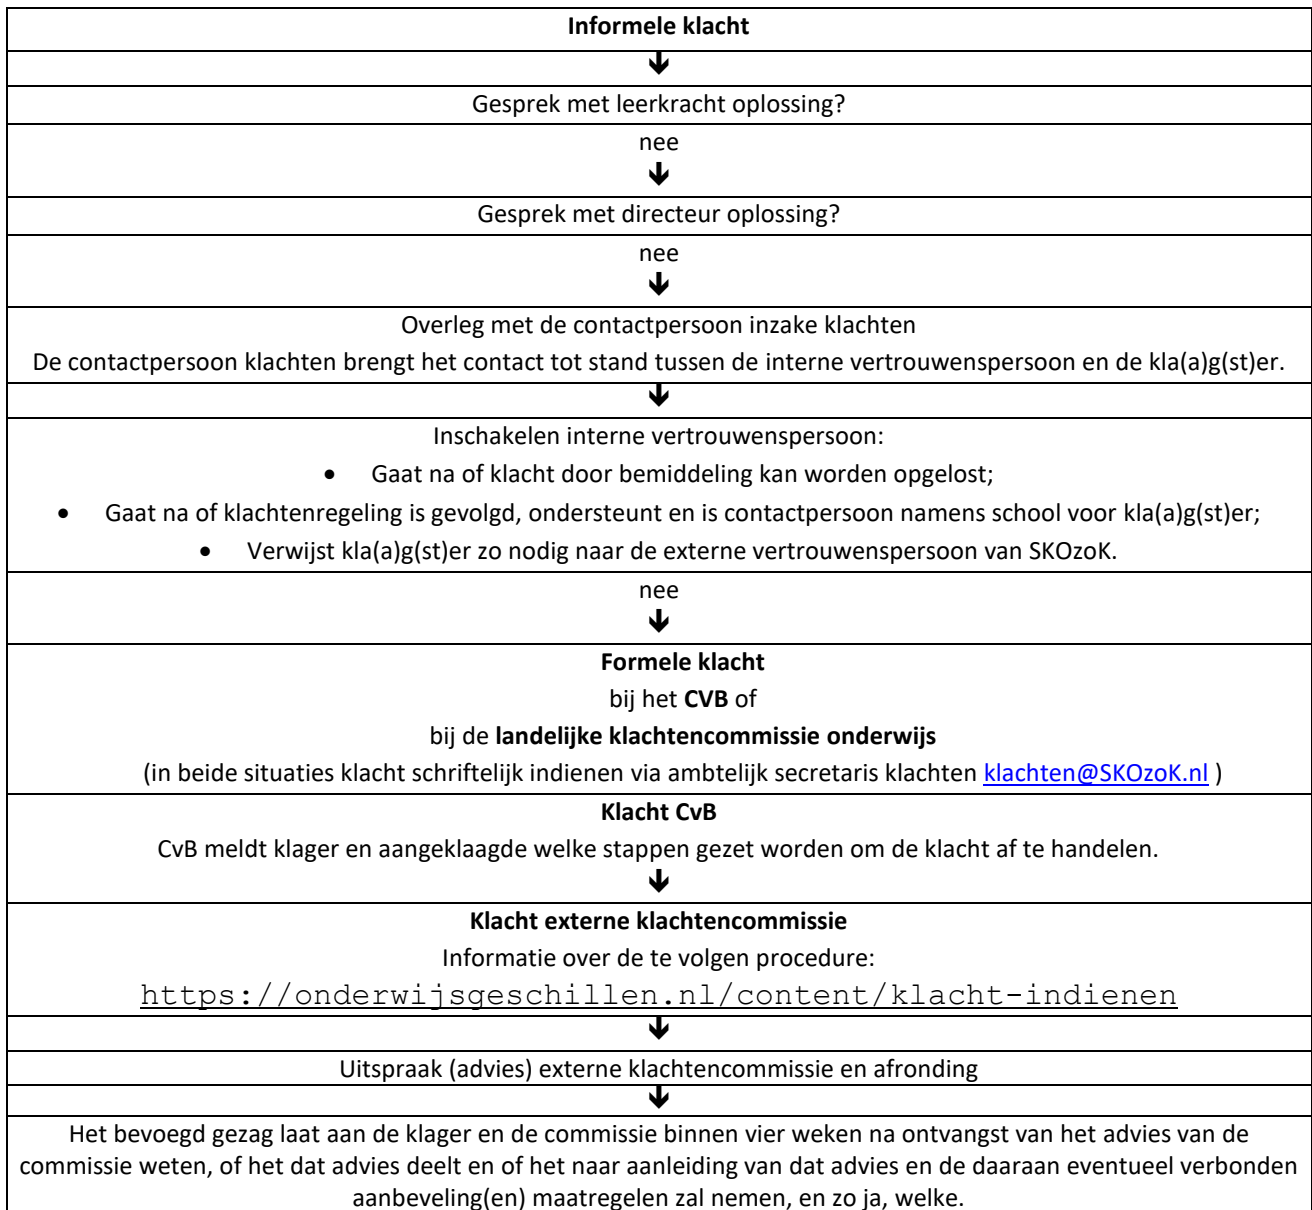 Informele klacht
🡻
Gesprek met leerkracht oplossing?
nee
🡻
Gesprek met directeur oplossing?
nee
🡻
Overleg met de contactpersoon inzake klachten
De contactpersoon klachten brengt het contact tot stand tussen de interne vertrouwenspersoon en de kla(a)g(st)er.
🡻
Inschakelen interne vertrouwenspersoon:
• Gaat na of klacht door bemiddeling kan worden opgelost;
• Gaat na of klachtenregeling is gevolgd, ondersteunt en is contactpersoon namens school voor kla(a)g(st)er;
• Verwijst kla(a)g(st)er zo nodig naar de externe vertrouwenspersoon van SKOzoK.
nee
🡻
Formele klacht
bij het CVB of
bij de landelijke klachtencommissie onderwijs
(in beide situaties klacht schriftelijk indienen via ambtelijk secretaris klachten klachten@SKOzoK.nl )
Klacht CvB
CvB meldt klager en aangeklaagde welke stappen gezet worden om de klacht af te handelen.
🡻
Klacht externe klachtencommissie
Informatie over de te volgen procedure:
https://onderwijsgeschillen.nl/content/klacht-indienen
🡻
Uitspraak (advies) externe klachtencommissie en afronding
🡻
Het bevoegd gezag laat aan de klager en de commissie binnen vier weken na ontvangst van het advies van de
commissie weten, of het dat advies deelt en of het naar aanleiding van dat advies en de daaraan eventueel verbonden
aanbeveling(en) maatregelen zal nemen, en zo ja, welke.